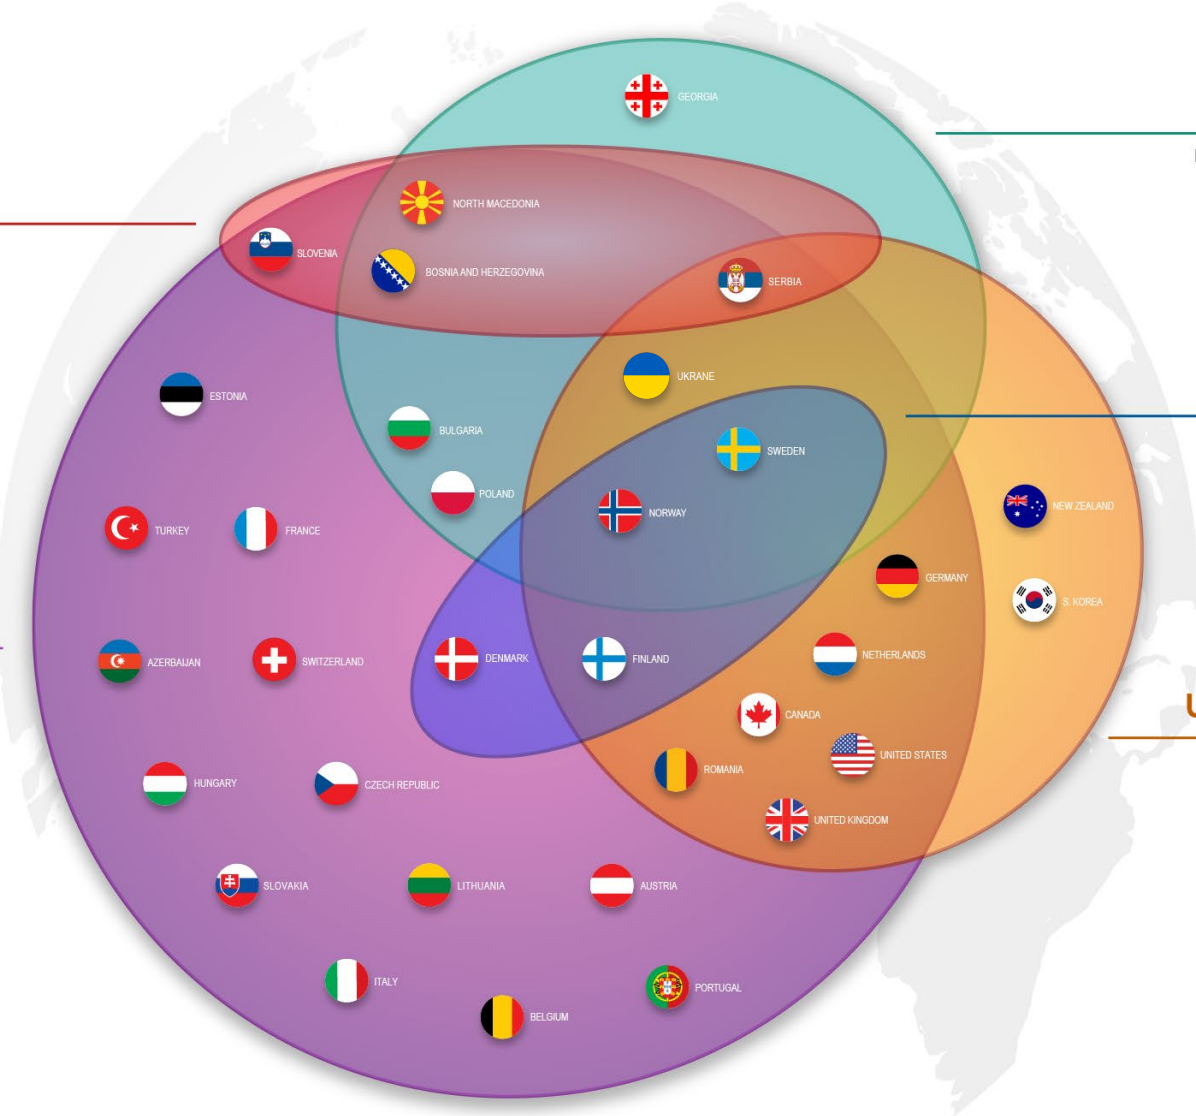 GEORGIA
NORTH MACEDONIA
SLOVENIA
BOSNIA AND HERZEGOVINA
SERBIA
UKRANE
ESTONIA
BULGARIA
SWEDEN
POLAND
NEW ZEALAND
NORWAY
TURKEY
FRANCE
GERMANY
S. KOREA
NETHERLANDS
DENMARK
FINLAND
AZERBAIJAN
SWITZERLAND
CANADA
UNITED STATES
ROMANIA
HUNGARY
CZECH REPUBLIC
UNITED KINGDOM
SLOVAKIA
LITHUANIA
AUSTRIA
ITALY
PORTUGAL
BELGIUM